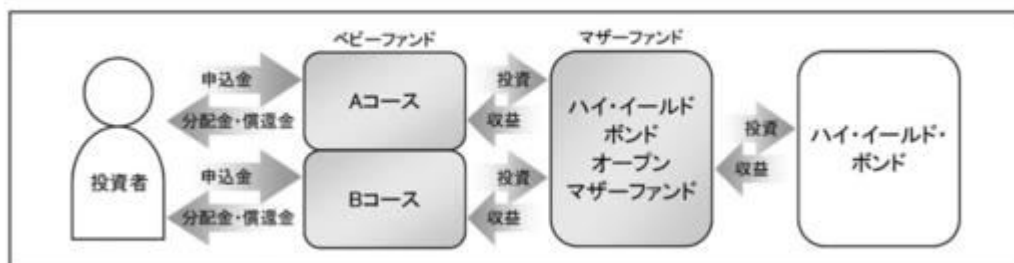 ベビーファンド
マザーファンド
申込金
分配金・償還金
Aコース
投資
収益
ハイ・イールド
ボンド
オープン
マザーファンド
投資
収益
ハイ・イールド・
ボンド
投資者
申込金
分配金・償還金
Bコース
投資
収益